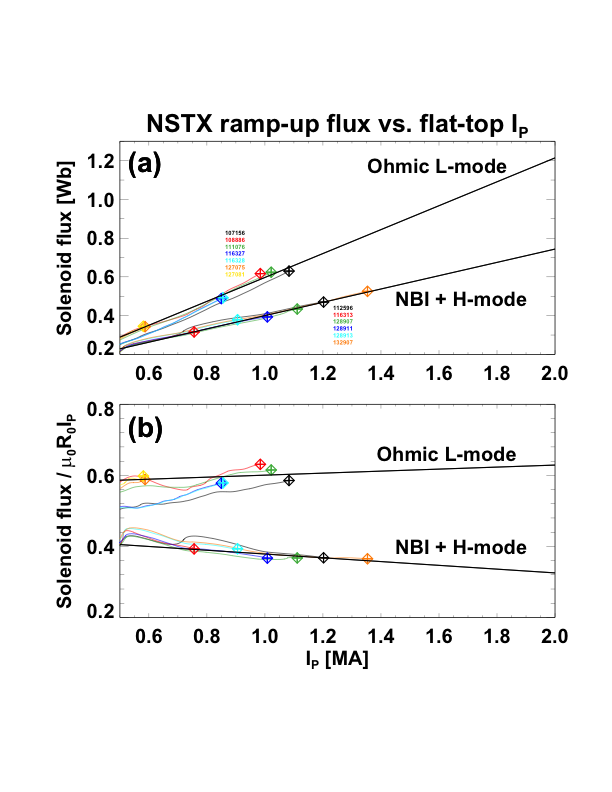 NSTX ramp-up flux vs. flat-top IP
(a)
Ohmic L-mode
NBI + H-mode
Solenoid flux [Wb]
1.2
1.0
0.8
0.6
0.4
0.2
107156
108886
111076
116327
116328
127075
112596
116313
128907
128911
132907
0.6 0.8 1.0 1.2 1.4 1.6 1.8 2.0
(b)
Ohmic L-mode
NBI + H-mode
Solenoid flux / μ0R0IP
0.8
0.6
0.4
0.2
0.6 0.8 1.0 1.2 1.4 1.6 1.8 2.0
IP [MA]